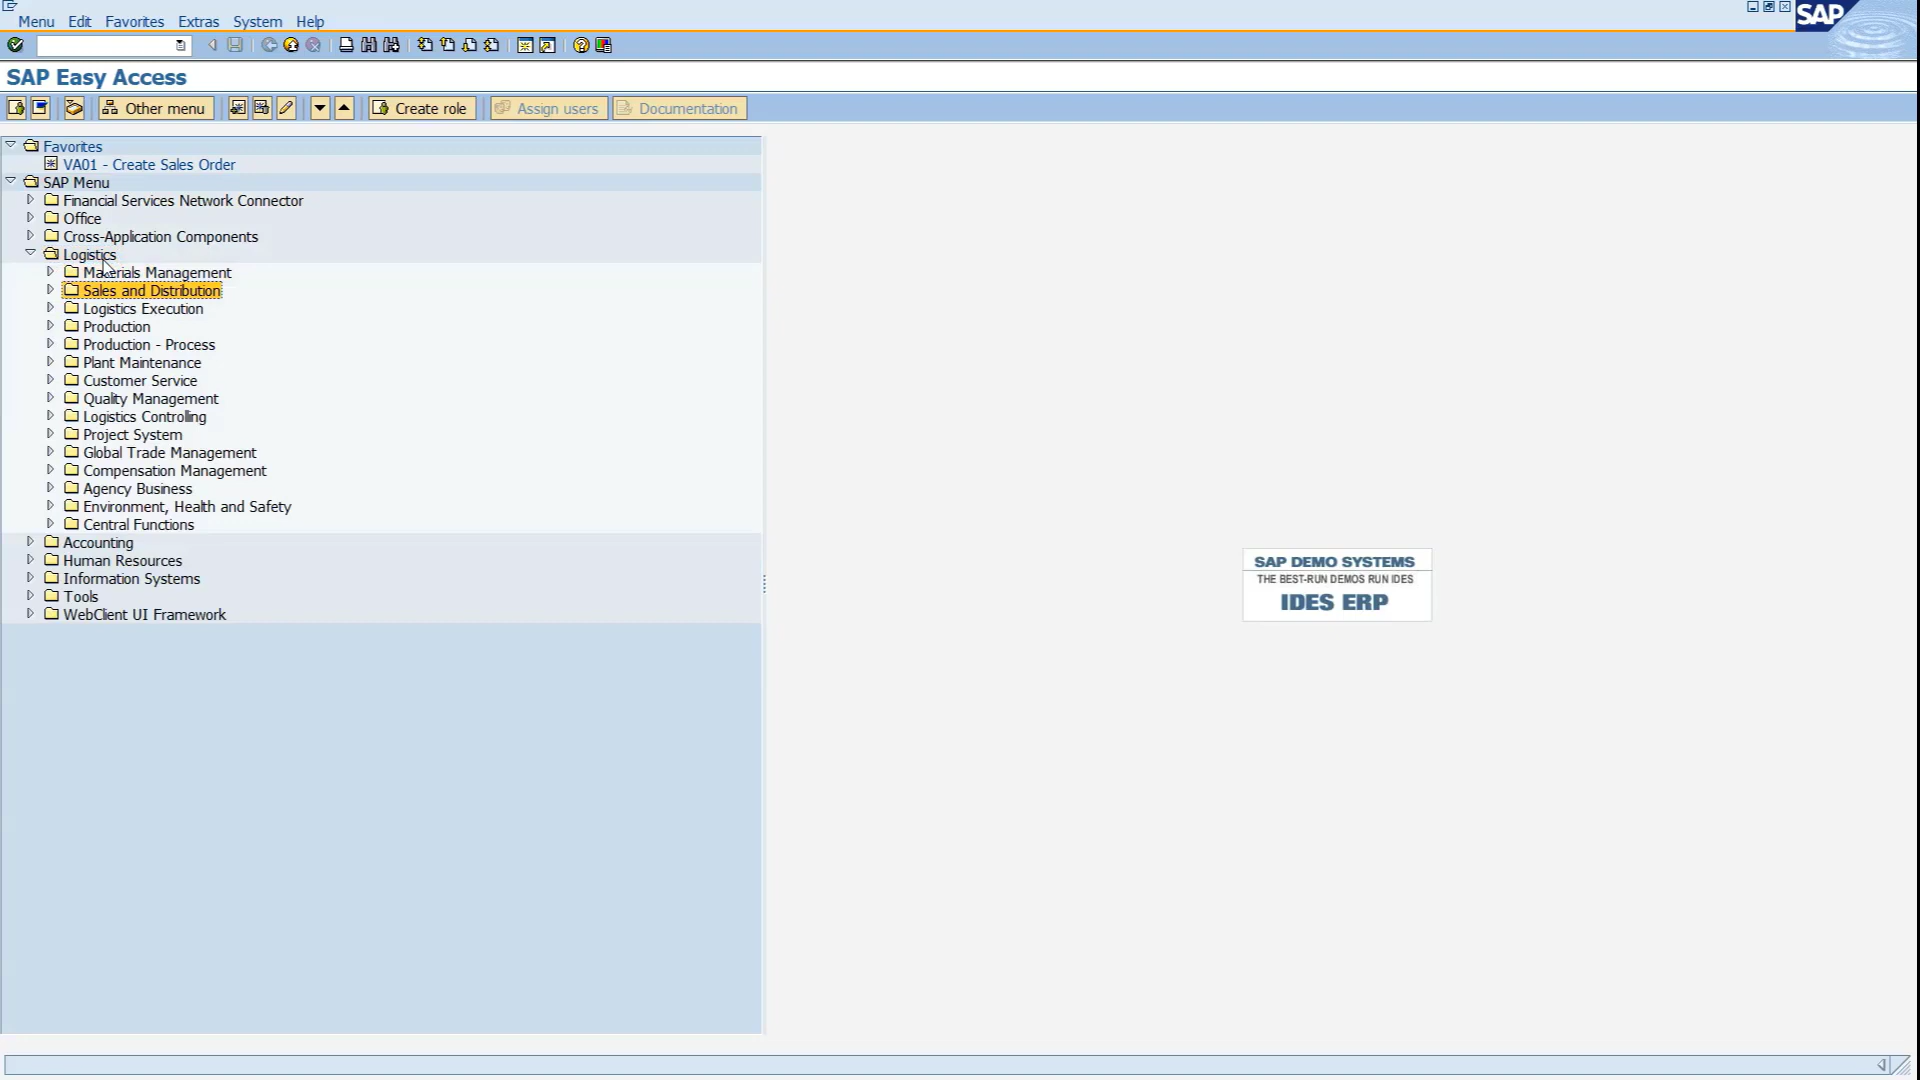 Menu Edit Favorites Extras System Help
SAP
SAP Easy Access
Other menu Create role Assign users Documentation
Favorites
VA01 - Create Sales Order
SAP Menu
Financial Services Network Connector
Office
Cross-Application Components
Logistics
Materials Management
Sales and Distribution
Logistics Execution
Production
Production - Process
Plant Maintenance
Customer Service
Quality Management
Logistics Controlling
Project System
Global Trade Management
Compensation Management
Agency Business
Environment, Health and Safety
Central Functions
Accounting
Human Resources
Information Systems
Tools
WebClient UI Framework
SAP DEMO SYSTEMS
THE BEST-RUN DEMOS RUN IDES
IDES ERP